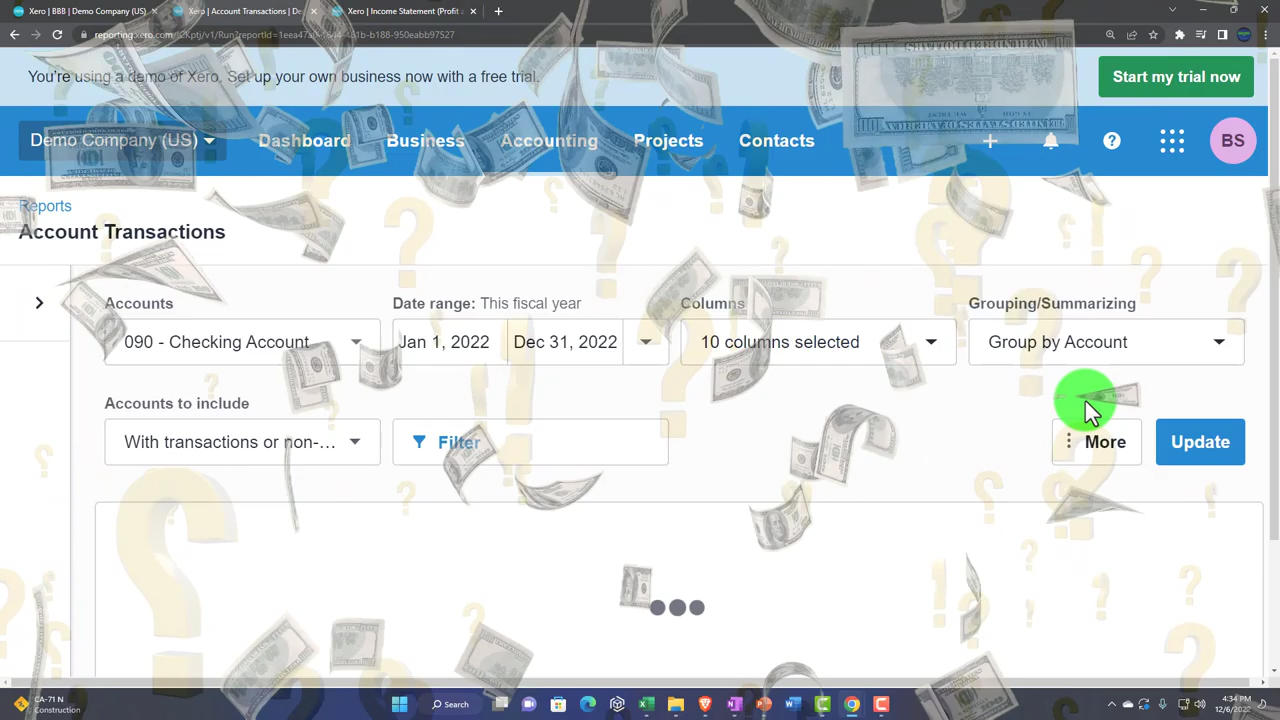 Xero | BBB | Demo Company (US)
Xero | Account Transactions | De
Xero | Income Statement (Profit
You're using a demo of Xero. Set up your own business now with a free trial.
Start my trial now
Demo Company (US)
Dashboard
Business
Accounting
Projects
Contacts
BS
Reports
Account Transactions
Accounts
Date range: This fiscal year
Columns
Grouping/Summarizing
090 - Checking Account
Jan 1, 2022
Dec 31, 2022
10 columns selected
Group by Account
Accounts to include
With transactions or non-...
Filter
More
Update
CA-71 N
Construction
Search
4:34 PM